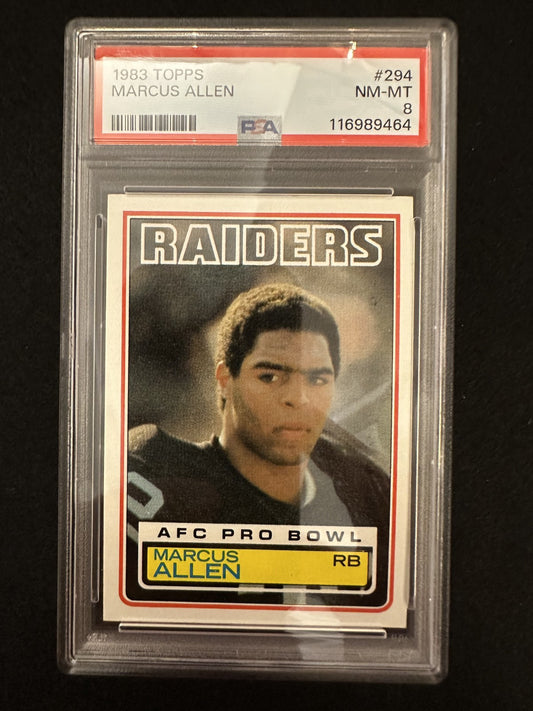 1983 TOPPS #294
MARCUS ALLEN NM-MT
8
PSA 116989464
RAIDERS
AFC PRO BOWL
MARCUS
ALLEN RB